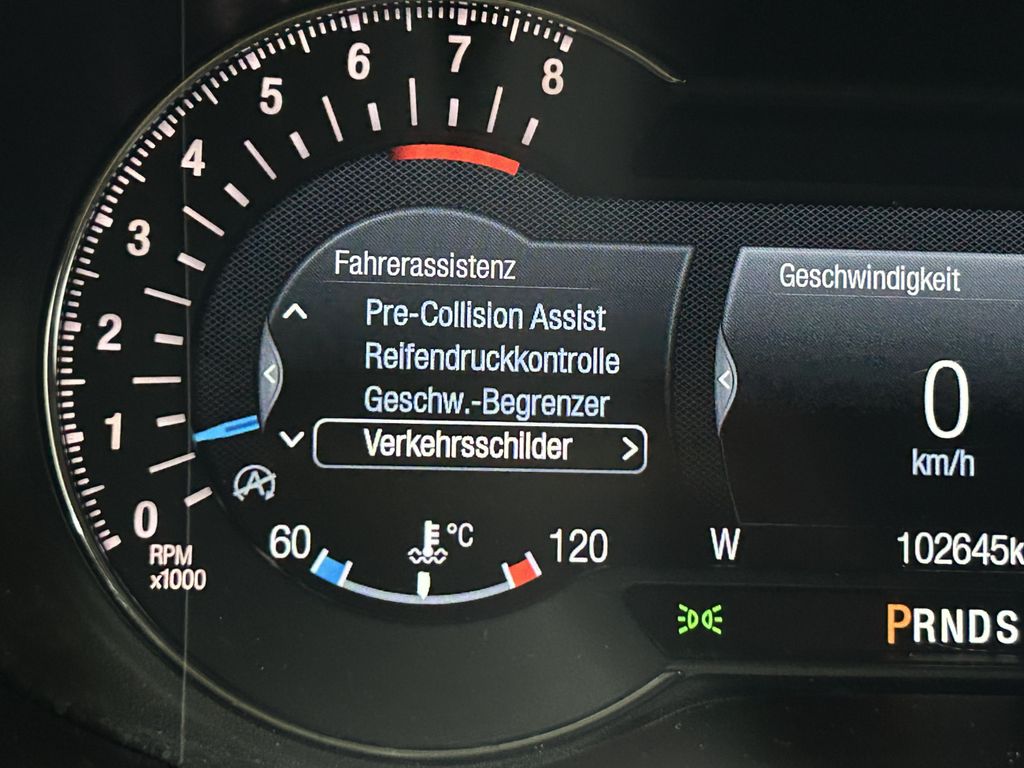 8
7
6
5
4
3
2
1
0
RPM
x1000
Fahrerassistenz
Pre-Collision Assist
Reifendruckkontrolle
Geschw.-Begrenzer
Verkehrsschilder >
A
60 °C 120
Geschwindigkeit
0
km/h
W 102645k
PRNDS